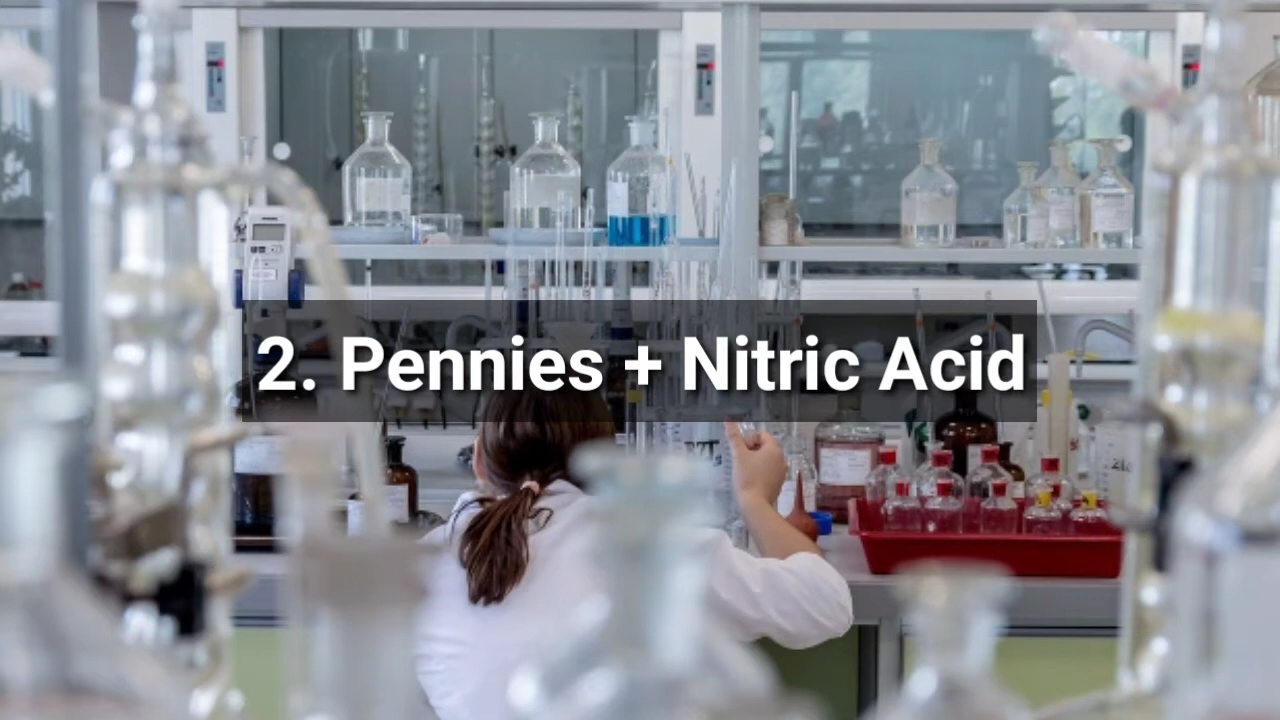 2. Pennies + Nitric Acid